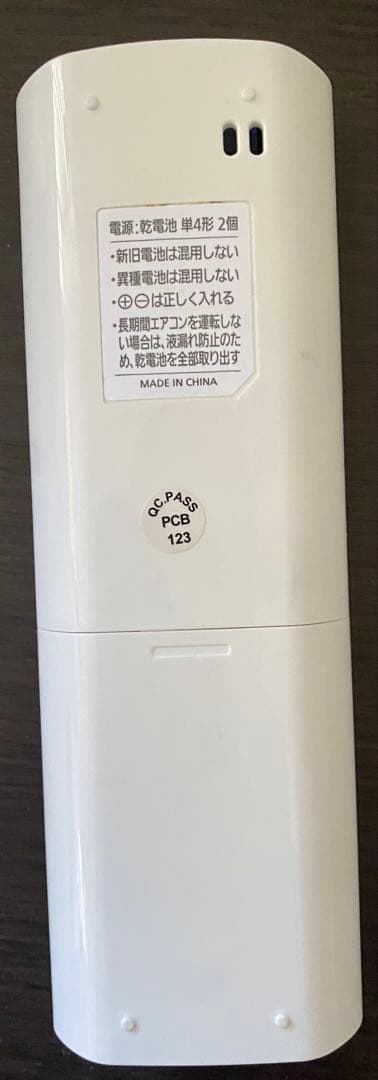 電源:乾電池 単4形 2個
・新旧電池は混用しない
・異種電池は混用しない
・⊕⊖は正しく入れる
・長期間エアコンを運転しな
い場合は、液漏れ防止のた
め、乾電池を全部取り出す
MADE IN CHINA
QC.PASS
PCB
123